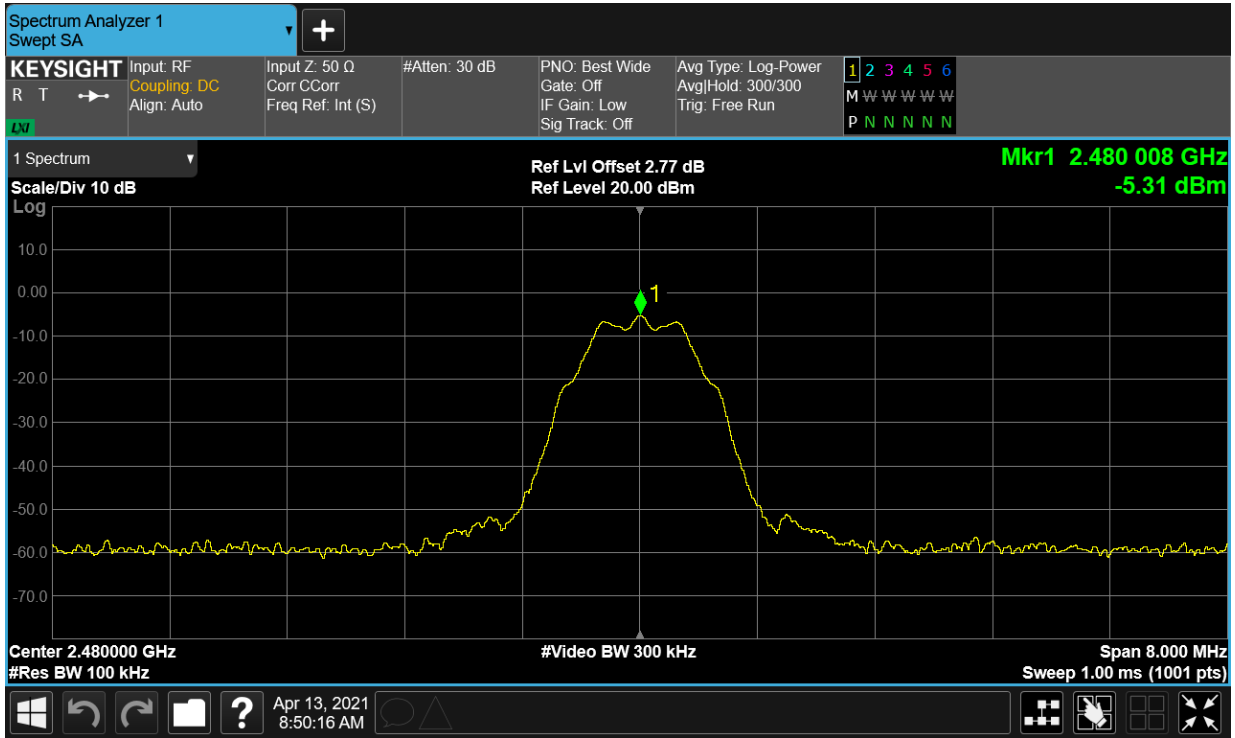 Spectrum Analyzer 1
Swept SA
KEYSIGHT
R T
LXI
Input: RF
Coupling: DC
Align: Auto
Input Z: 50 Ω
Corr CCorr
Freq Ref: Int (S)
#Atten: 30 dB
PNO: Best Wide
Gate: Off
IF Gain: Low
Sig Track: Off
Avg Type: Log-Power
Avg|Hold: 300/300
Trig: Free Run
1 2 3 4 5 6
M W W W W W
P N N N N N
1 Spectrum
Scale/Div 10 dB
Log
Ref Lvl Offset 2.77 dB
Ref Level 20.00 dBm
Mkr1 2.480 008 GHz
-5.31 dBm
10.0
0.00
1
-10.0
-20.0
-30.0
-40.0
-50.0
-60.0
-70.0
Center 2.480000 GHz
#Res BW 100 kHz
#Video BW 300 kHz
Span 8.000 MHz
Sweep 1.00 ms (1001 pts)
?
Apr 13, 2021
8:50:16 AM